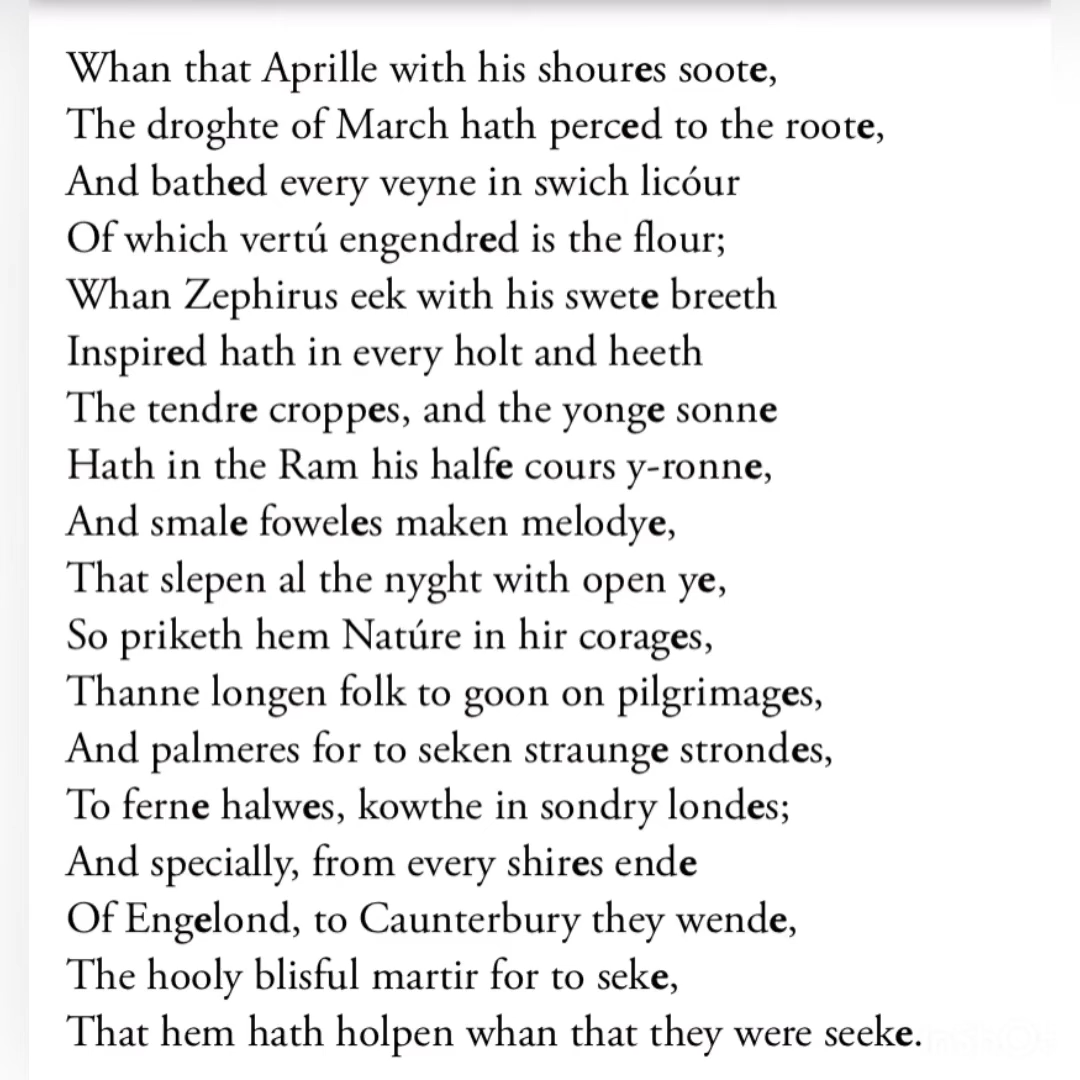 Whan that Aprille with his shoures soote,
The droghte of March hath perced to the roote,
And bathed every veyne in swich licóur
Of which vertú engendred is the flour;
Whan Zephirus eek with his swete breeth
Inspired hath in every holt and heeth
The tendre croppes, and the yonge sonne
Hath in the Ram his halfe cours y-ronne,
And smale foweles maken melodye,
That slepen al the nyght with open ye,
So priketh hem Natúre in hir corages,
Thanne longen folk to goon on pilgrimages,
And palmeres for to seken straunge strondes,
To ferne halwes, kowthe in sondry londes;
And specially, from every shires ende
Of Engelond, to Caunterbury they wende,
The hooly blisful martir for to seke,
That hem hath holpen whan that they were seeke.